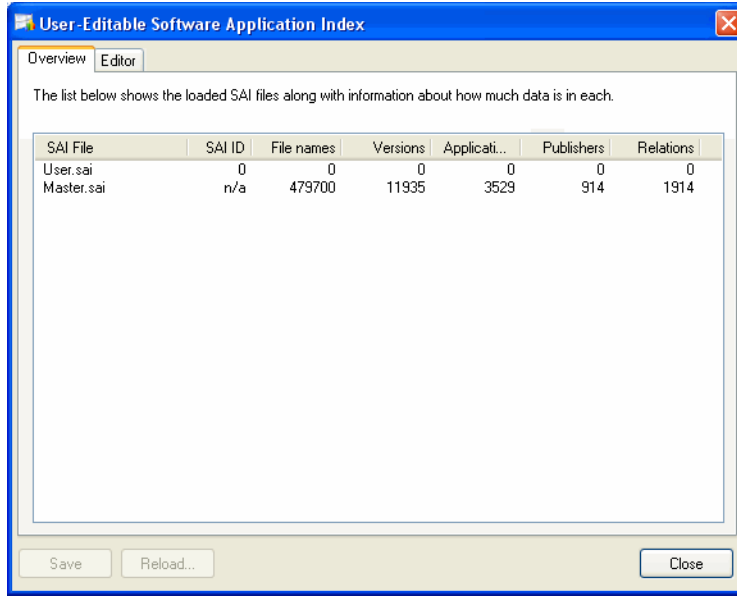 User-Editable Software Application Index
Overview Editor
The list below shows the loaded SAI files along with information about how much data is in each.
SAI File SAI ID File names Versions Applicati... Publishers Relations
User.sai 0 0 0 0 0 0
Master.sai n/a 479700 11935 3529 914 1914
Save Reload... Close